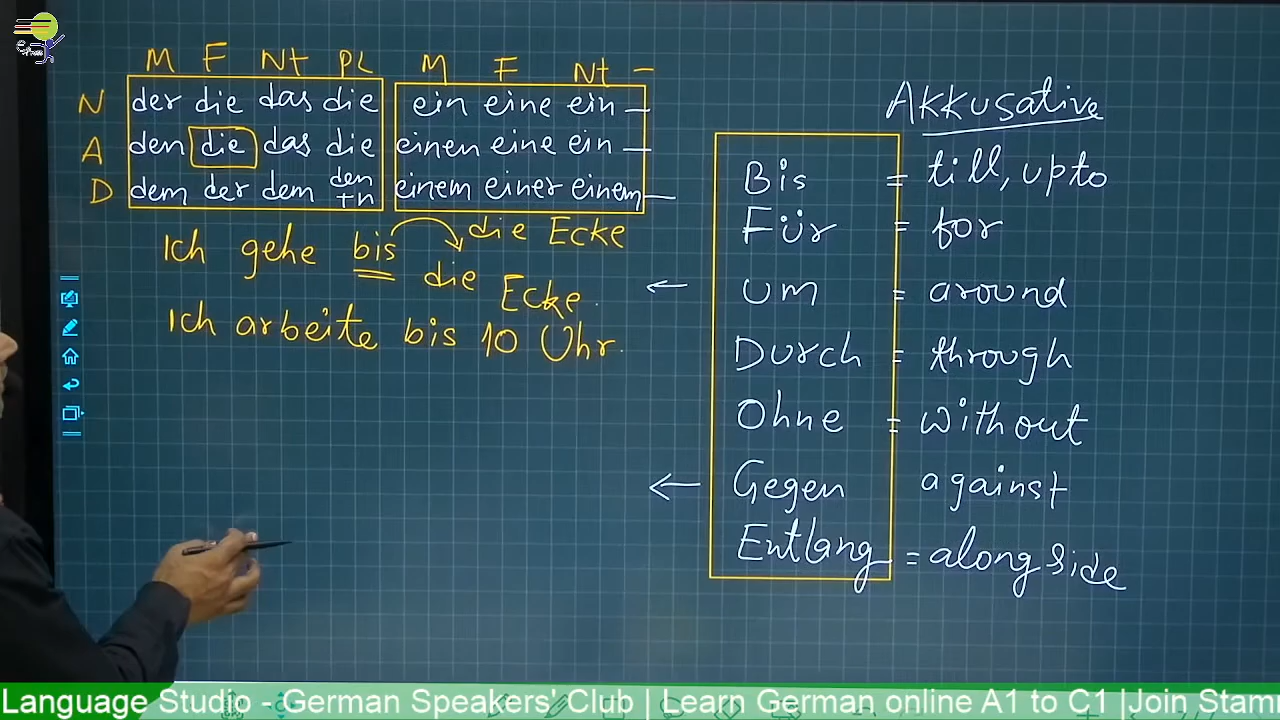 M F Nt PL M F Nt —
N der die das die ein eine ein —
A den die das die einen eine ein —
D dem der dem den +n einem einer einem —
Ich gehe bis die Ecke.
die Ecke
Ich arbeite bis 10 Uhr.
Akkusative
Bis = till, upto
Für = for
← um = around
Durch = through
Ohne = without
← Gegen against
Entlang = along side
Language Studio - German Speakers' Club | Learn German online A1 to C1 |Join Stam